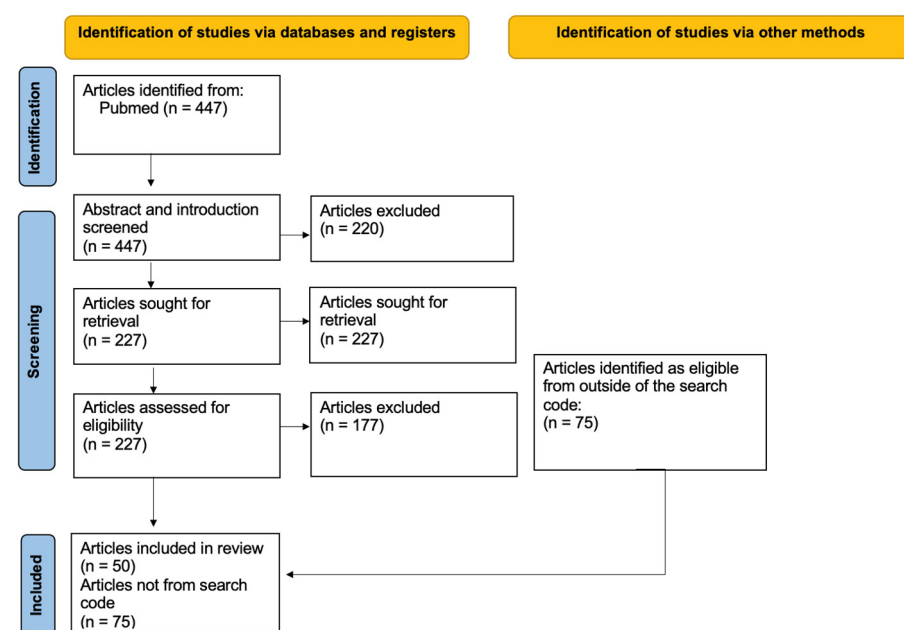 Identification of studies via databases and registers
Identification of studies via other methods
Identification
Articles identified from:
Pubmed (n = 447)
Screening
Abstract and introduction
screened
(n = 447)
Articles excluded
(n = 220)
Articles sought for
retrieval
(n = 227)
Articles sought for
retrieval
(n = 227)
Articles identified as eligible
from outside of the search
code:
(n = 75)
Articles assessed for
eligibility
(n = 227)
Articles excluded
(n = 177)
Included
Articles included in review
(n = 50)
Articles not from search
code
(n = 75)